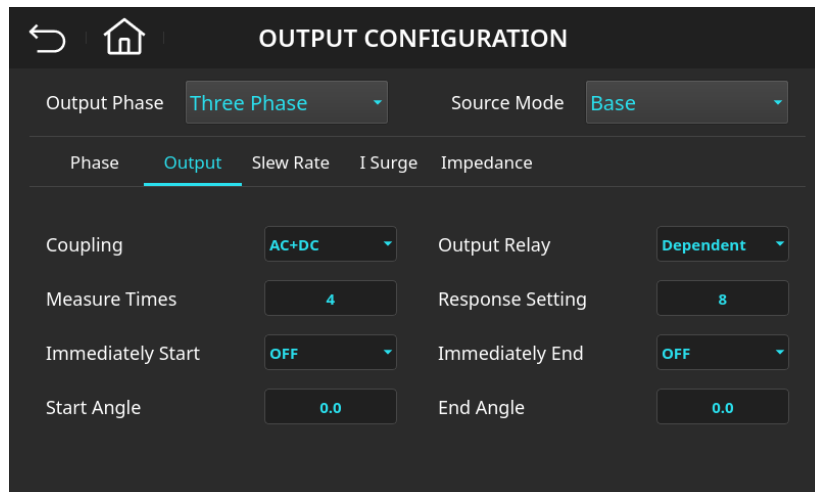 OUTPUT CONFIGURATION
Output Phase Three Phase Source Mode Base
Phase Output Slew Rate I Surge Impedance
Coupling AC+DC Output Relay Dependent
Measure Times 4 Response Setting 8
Immediately Start OFF Immediately End OFF
Start Angle 0.0 End Angle 0.0